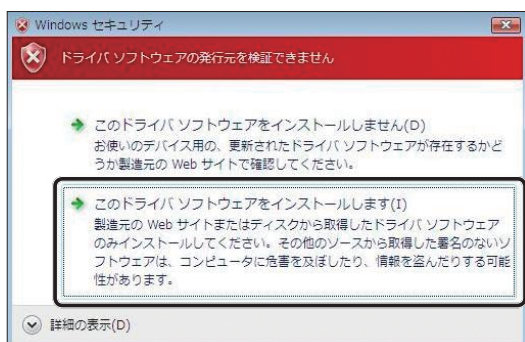 Windows セキュリティ
ドライバ ソフトウェアの発行元を検証できません
このドライバ ソフトウェアをインストールしません(D)
お使いのデバイス用の、更新されたドライバ ソフトウェアが存在するかど
うか製造元の Web サイトで確認してください。
このドライバ ソフトウェアをインストールします(I)
製造元の Web サイトまたはディスクから取得したドライバ ソフトウェア
のみインストールしてください。その他のソースから取得した署名のないソ
フトウェアは、コンピュータに危害を及ぼしたり、情報を盗んだりする可能
性があります。
詳細の表示(D)